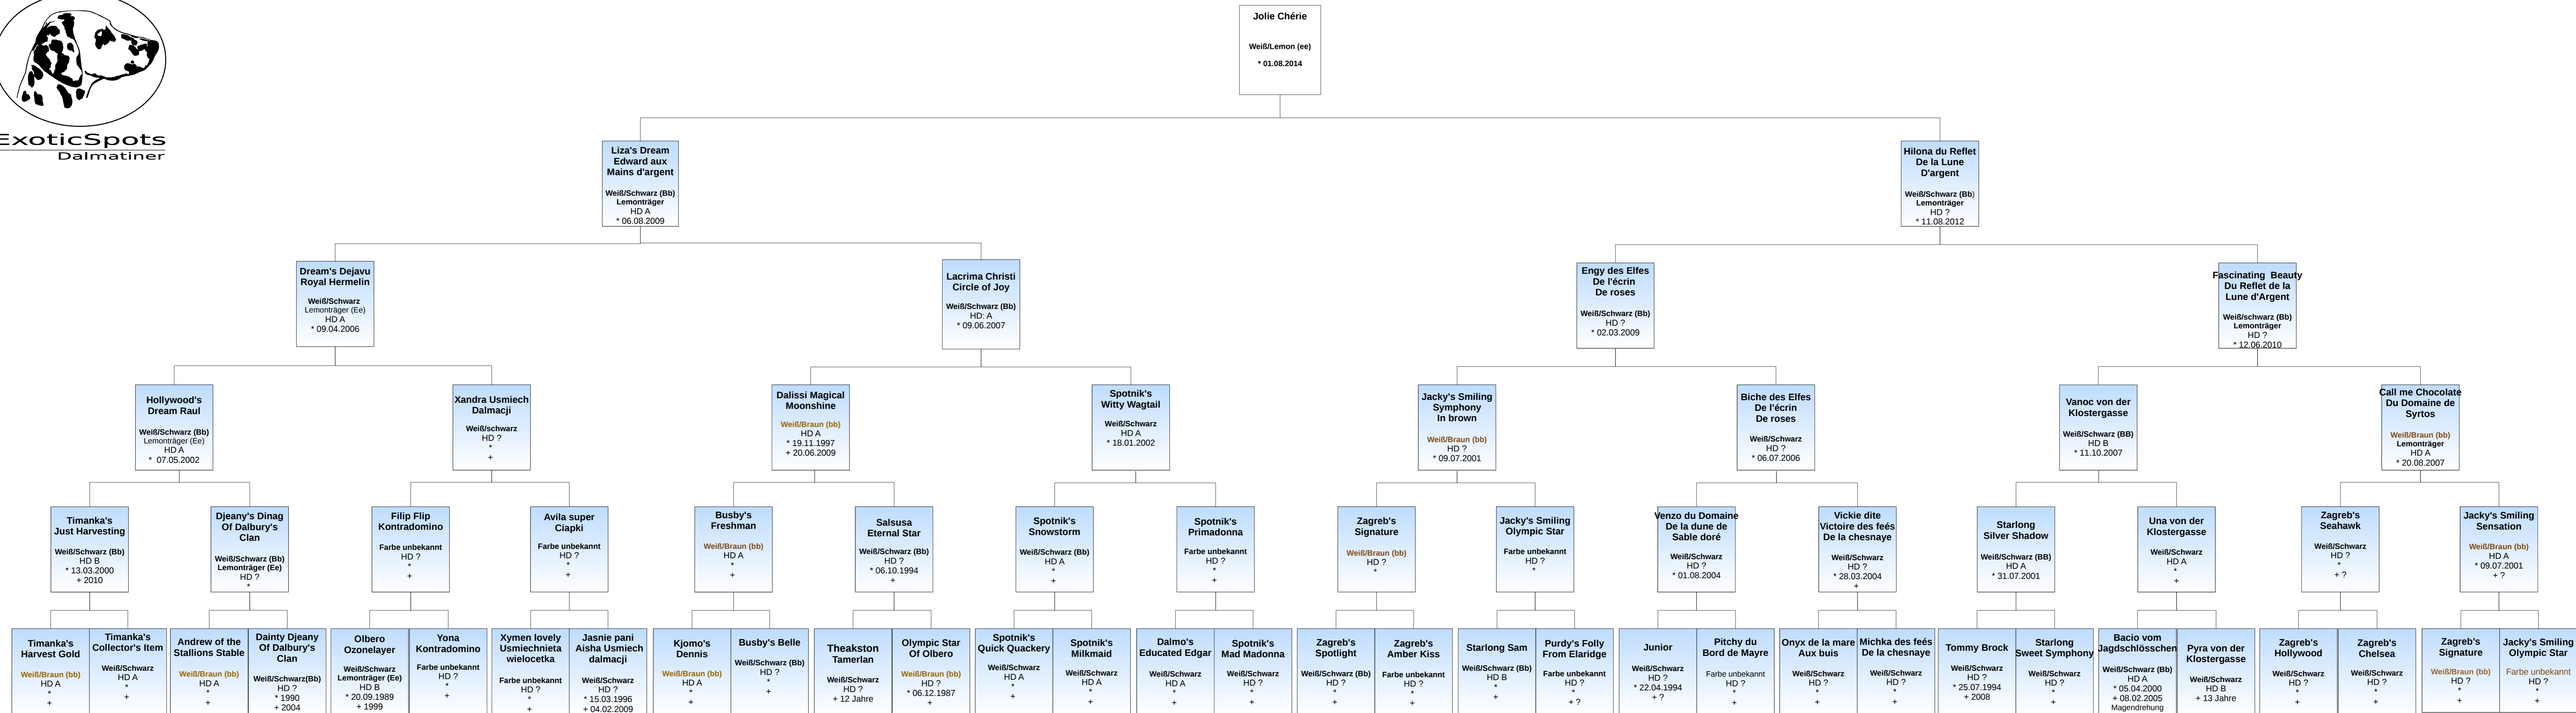 Jolie Chérie
Weiß/Lemon (ee)
* 01.08.2014
ExoticSpots
Dalmatiner
Liza's Dream
Edward aux
Mains d'argent
Weiß/Schwarz (Bb)
Lemonträger
HD A
* 06.08.2009
Hilona du Reflet
De la Lune
D'argent
Weiß/Schwarz (Bb)
Lemonträger
HD ?
* 11.08.2012
Dream's Dejavu
Royal Hermelin
Weiß/Schwarz
Lemonträger (Ee)
HD A
* 09.04.2006
Lacrima Christi
Circle of Joy
Weiß/Schwarz (Bb)
HD: A
* 09.06.2007
Engy des Elfes
De l'écrin
De roses
Weiß/Schwarz (Bb)
HD ?
* 02.03.2009
Fascinating Beauty
Du Reflet de la
Lune d'Argent
Weiß/schwarz (Bb)
Lemonträger
HD ?
* 12.06.2010
Hollywood's
Dream Raul
Weiß/Schwarz (Bb)
Lemonträger (Ee)
HD A
* 07.05.2002
Xandra Usmiech
Dalmacji
Weiß/schwarz
HD ?
*
+
Dalissi Magical
Moonshine
Weiß/Braun (bb)
HD A
* 19.11.1997
+ 20.06.2009
Spotnik's
Witty Wagtail
Weiß/Schwarz
HD A
* 18.01.2002
Jacky's Smiling
Symphony
In brown
Weiß/Braun (bb)
HD ?
* 09.07.2001
Biche des Elfes
De l'écrin
De roses
Weiß/Schwarz
HD ?
* 06.07.2006
Vanoc von der
Klostergasse
Weiß/Schwarz (BB)
HD B
* 11.10.2007
Call me Chocolate
Du Domaine de
Syrtos
Weiß/Braun (bb)
Lemonträger
HD A
* 20.08.2007
Timanka's
Just Harvesting
Weiß/Schwarz (Bb)
HD B
* 13.03.2000
+ 2010
Djeany's Dinag
Of Dalbury's
Clan
Weiß/Schwarz (Bb)
Lemonträger (Ee)
HD ?
*
Filip Flip
Kontradomino
Farbe unbekannt
HD ?
*
+
Avila super
Ciapki
Farbe unbekannt
HD ?
*
+
Busby's
Freshman
Weiß/Braun (bb)
HD A
*
+
Salsusa
Eternal Star
Weiß/Schwarz (Bb)
HD ?
* 06.10.1994
+
Spotnik's
Snowstorm
Weiß/Schwarz (Bb)
HD A
*
+
Spotnik's
Primadonna
Farbe unbekannt
HD ?
*
+
Zagreb's
Signature
Weiß/Braun (bb)
HD ?
*
Jacky's Smiling
Olympic Star
Farbe unbekannt
HD ?
*
Venzo du Domaine
De la dune de
Sable doré
Weiß/Schwarz
HD ?
* 01.08.2004
Vickie dite
Victoire des feés
De la chesnaye
Weiß/Schwarz
HD ?
* 28.03.2004
+
Starlong
Silver Shadow
Weiß/Schwarz (BB)
HD A
* 31.07.2001
Una von der
Klostergasse
Weiß/Schwarz
HD A
*
+
Zagreb's
Seahawk
Weiß/Schwarz
HD ?
*
+ ?
Jacky's Smiling
Sensation
Weiß/Braun (bb)
HD A
* 09.07.2001
+ ?
Timanka's
Harvest Gold
Weiß/Braun (bb)
HD A
*
+
Timanka's
Collector's Item
Weiß/Schwarz
HD A
*
+
Andrew of the
Stallions Stable
Weiß/Braun (bb)
HD A
*
+
Dainty Djeany
Of Dalbury's
Clan
Weiß/Schwarz(Bb)
HD ?
* 1990
+ 2004
Olbero
Ozonelayer
Weiß/Schwarz
Lemonträger (Ee)
HD B
* 20.09.1989
+ 1999
Yona
Kontradomino
Farbe unbekannt
HD ?
*
+
Xymen lovely
Usmiechnieta
wielocetka
Farbe unbekannt
HD ?
*
+
Jasnie pani
Aisha Usmiech
dalmacji
Weiß/Schwarz
HD ?
* 15.03.1996
+ 04.02.2009
Kjomo's
Dennis
Weiß/Braun (bb)
HD A
*
+
Busby's Belle
Weiß/Schwarz (Bb)
HD ?
*
+
Theakston
Tamerlan
Weiß/Schwarz
HD ?
+ 12 Jahre
Olympic Star
Of Olbero
Weiß/Braun (bb)
HD ?
* 06.12.1987
+
Spotnik's
Quick Quackery
Weiß/Schwarz
HD A
*
+
Spotnik's
Milkmaid
Weiß/Schwarz
HD A
*
+
Dalmo's
Educated Edgar
Weiß/Schwarz
HD A
*
+
Spotnik's
Mad Madonna
Weiß/Schwarz
HD ?
*
+
Zagreb's
Spotlight
Weiß/Schwarz (Bb)
HD ?
*
+
Zagreb's
Amber Kiss
Farbe unbekannt
HD ?
*
+
Starlong Sam
Weiß/Schwarz (Bb)
HD B
*
+
Purdy's Folly
From Elaridge
Farbe unbekannt
HD ?
*
+ ?
Junior
Weiß/Schwarz
HD ?
* 22.04.1994
+ ?
Pitchy du
Bord de Mayre
Farbe unbekannt
HD ?
*
+
Onyx de la mare
Aux buis
Weiß/Schwarz
HD ?
*
+
Michka des feés
De la chesnaye
Weiß/Schwarz
HD ?
*
+
Tommy Brock
Weiß/Schwarz
HD ?
* 25.07.1994
+ 2008
Starlong
Sweet Symphony
Weiß/Schwarz
HD ?
*
+
Bacio vom
Jagdschlösschen
Weiß/Schwarz (Bb)
HD A
* 05.04.2000
+ 08.02.2005
Magendrehung
Pyra von der
Klostergasse
Weiß/Schwarz
HD B
+ 13 Jahre
Zagreb's
Hollywood
Weiß/Schwarz
HD ?
*
+
Zagreb's
Chelsea
Weiß/Schwarz
HD ?
*
+
Zagreb's
Signature
Weiß/Braun (bb)
HD ?
*
+
Jacky's Smiling
Olympic Star
Farbe unbekannt
HD ?
*
+